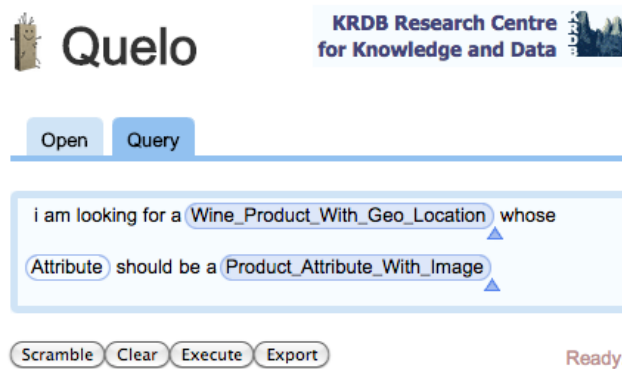 Quelo
KRDB Research Centre
for Knowledge and Data
KRDB
Open Query
i am looking for a Wine_Product_With_Geo_Location whose
Attribute should be a Product_Attribute_With_Image
Scramble Clear Execute Export
Ready